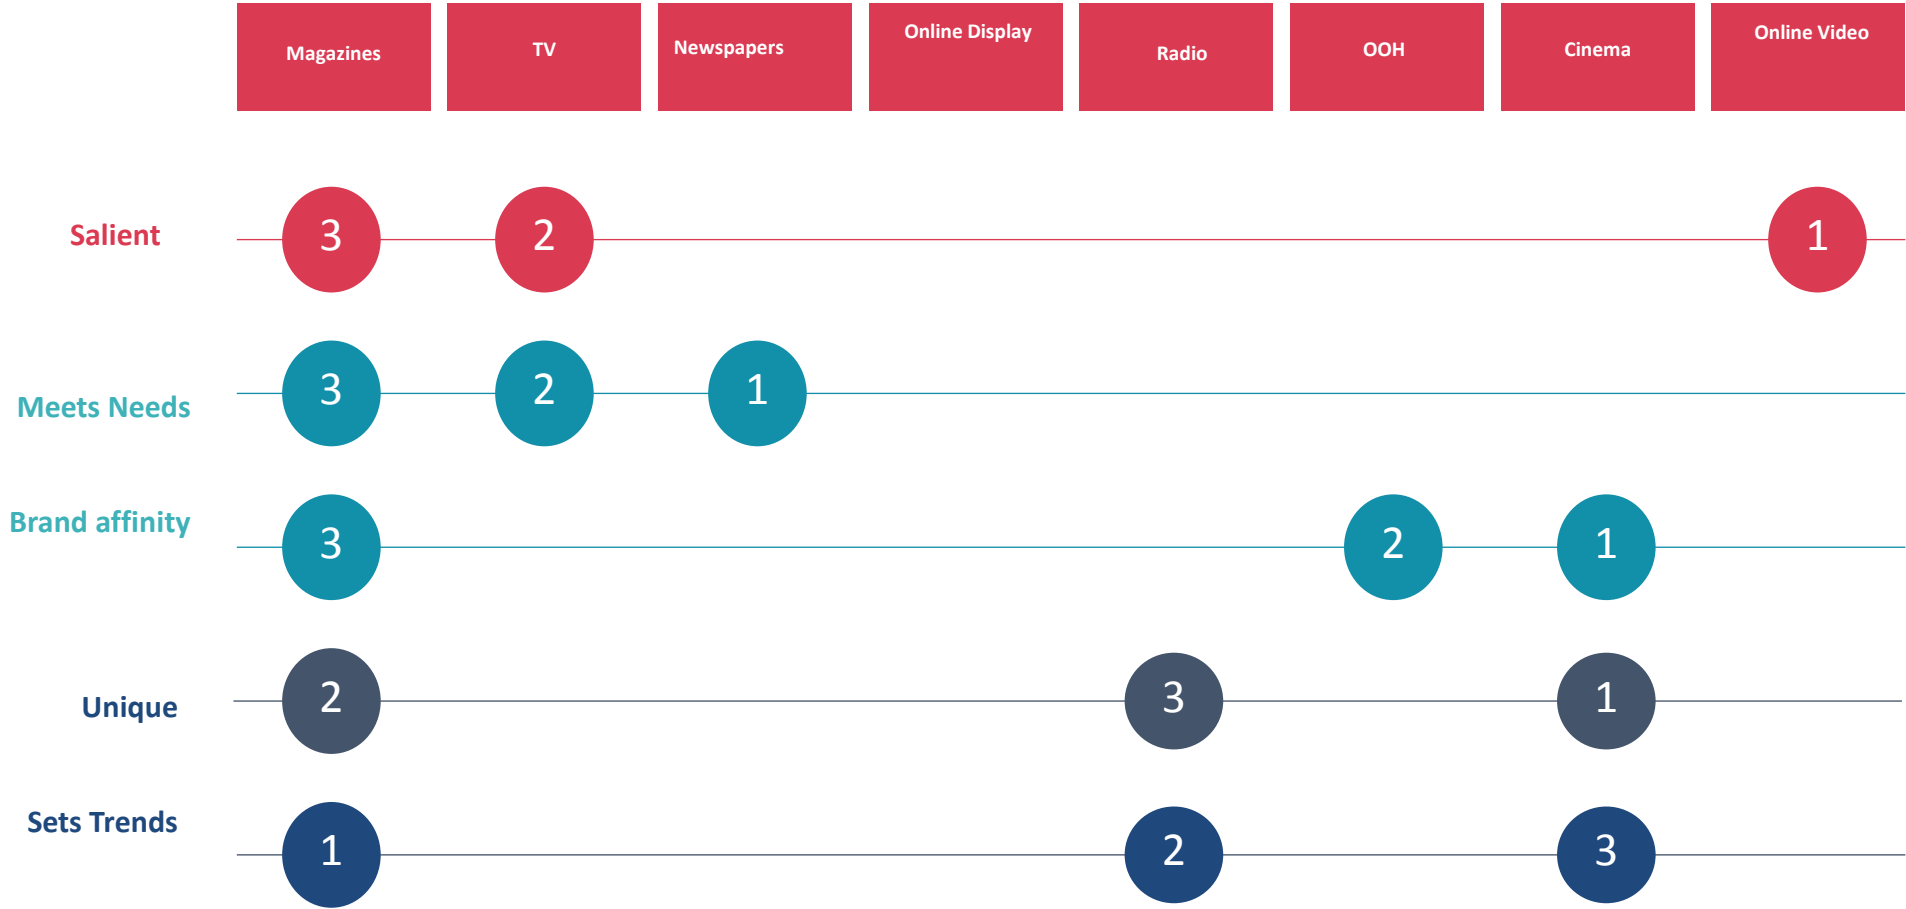 Magazines
TV
Newspapers
Online Display
Radio
OOH
Cinema
Online Video
Salient
3
2
1
Meets Needs
3
2
1
Brand affinity
3
2
1
Unique
2
3
1
Sets Trends
1
2
3